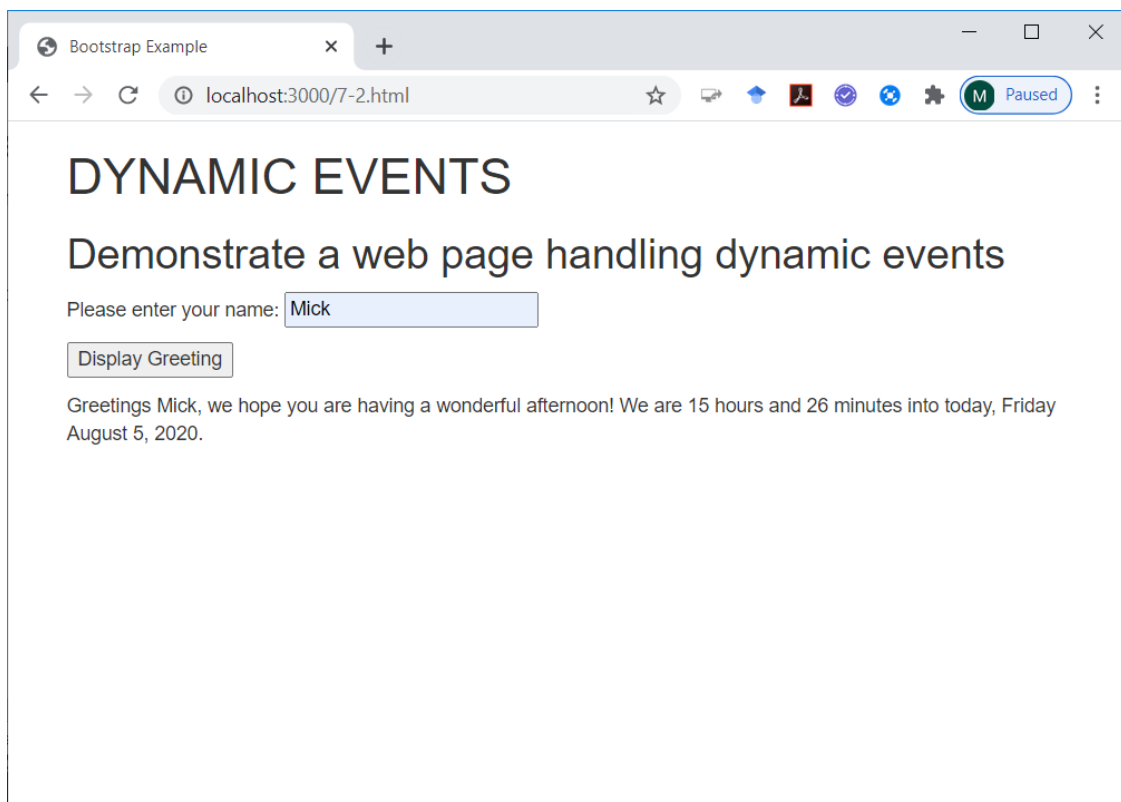 Bootstrap Example
localhost:3000/7-2.html
M Paused
DYNAMIC EVENTS
Demonstrate a web page handling dynamic events
Please enter your name: Mick
Display Greeting
Greetings Mick, we hope you are having a wonderful afternoon! We are 15 hours and 26 minutes into today, Friday
August 5, 2020.